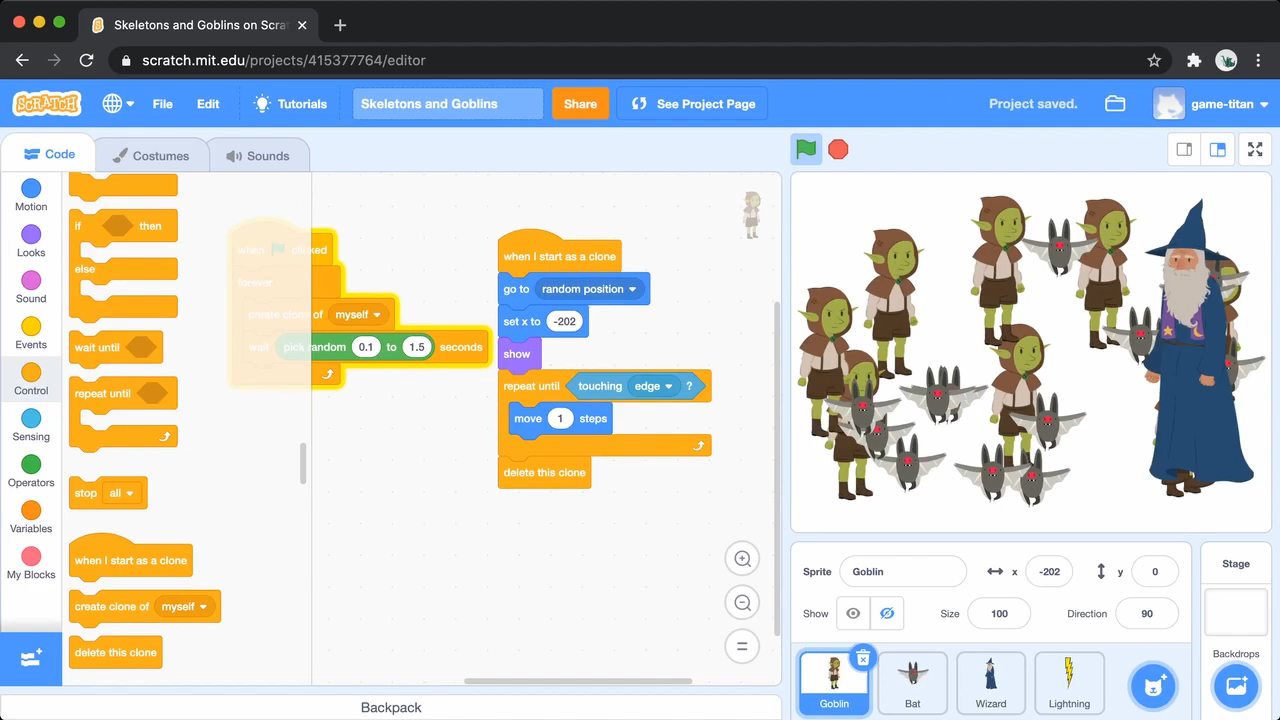 Skeletons and Goblins on Scra
scratch.mit.edu/projects/415377764/editor
SCRATCH
File
Edit
Tutorials
Skeletons and Goblins
Share
See Project Page
Project saved.
game-titan
Code
Costumes
Sounds
Motion
Looks
Sound
Events
Control
Sensing
Operators
Variables
My Blocks
if then
else
wait until
repeat until
stop all
when I start as a clone
create clone of myself
delete this clone
when clicked
forever
create clone of myself
wait pick random 0.1 to 1.5 seconds
when I start as a clone
go to random position
set x to -202
show
repeat until touching edge ?
move 1 steps
delete this clone
Backpack
Sprite Goblin x -202 y 0
Show Size 100 Direction 90
Goblin
Bat
Wizard
Lightning
Stage
Backdrops